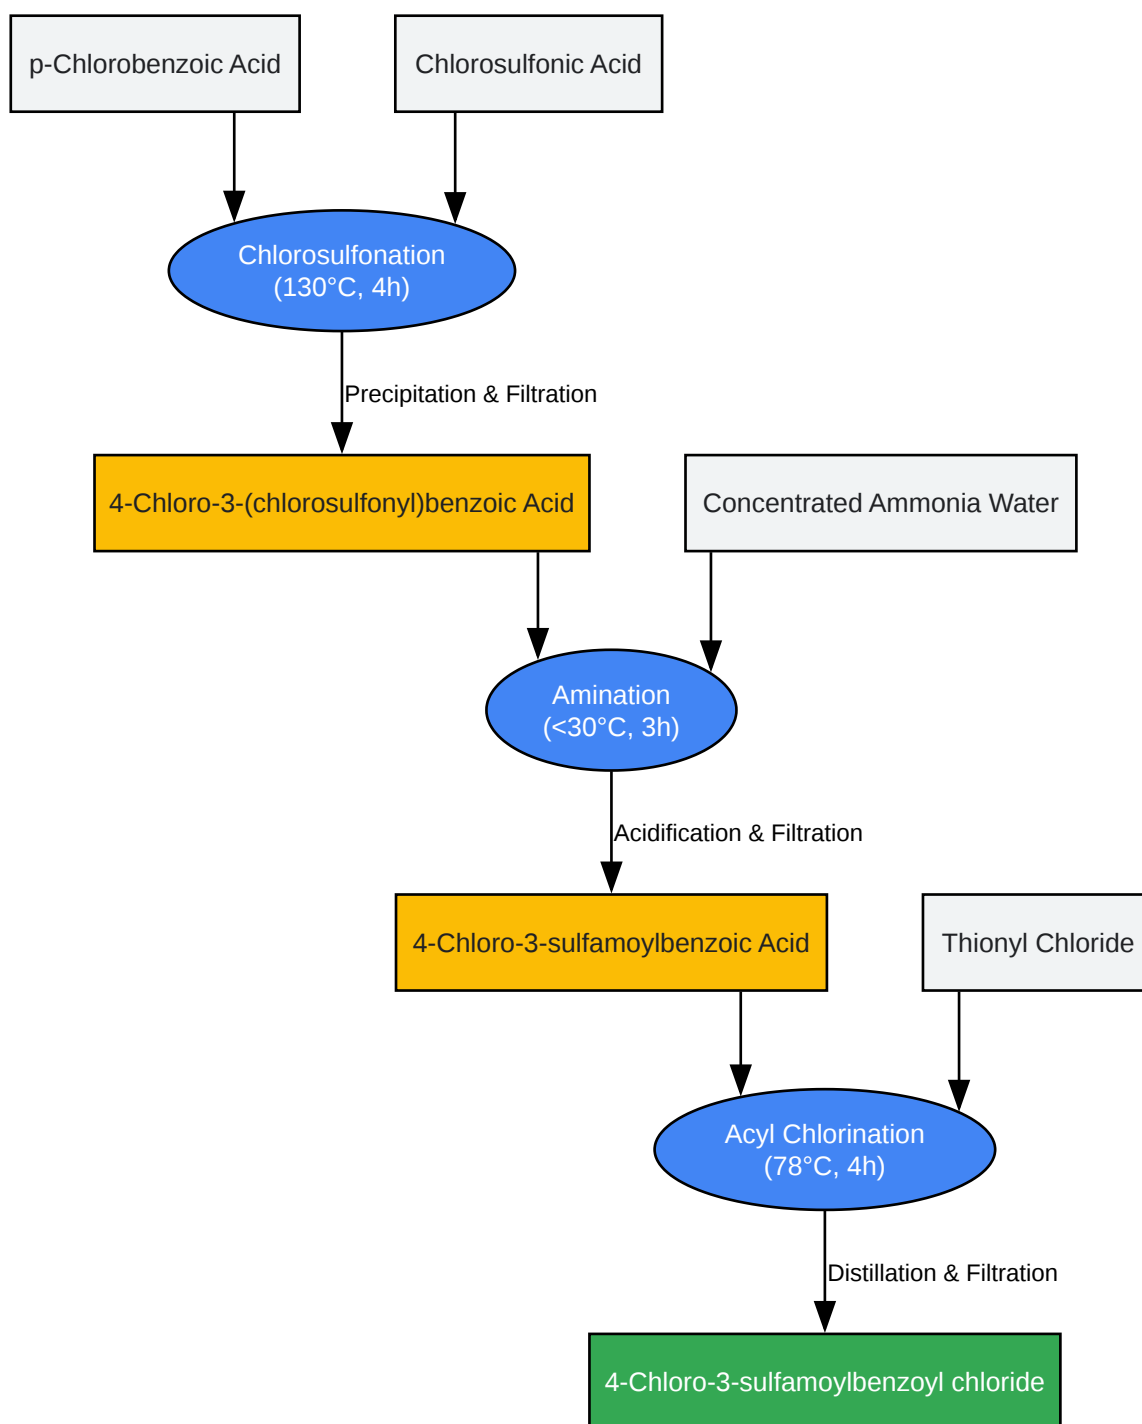 p-Chlorobenzoic Acid
Chlorosulfonic Acid
Chlorosulfonation
(130°C, 4h)
Precipitation & Filtration
4-Chloro-3-(chlorosulfonyl)benzoic Acid
Concentrated Ammonia Water
Amination
(<30°C, 3h)
Acidification & Filtration
4-Chloro-3-sulfamoylbenzoic Acid
Thionyl Chloride
Acyl Chlorination
(78°C, 4h)
Distillation & Filtration
4-Chloro-3-sulfamoylbenzoyl chloride